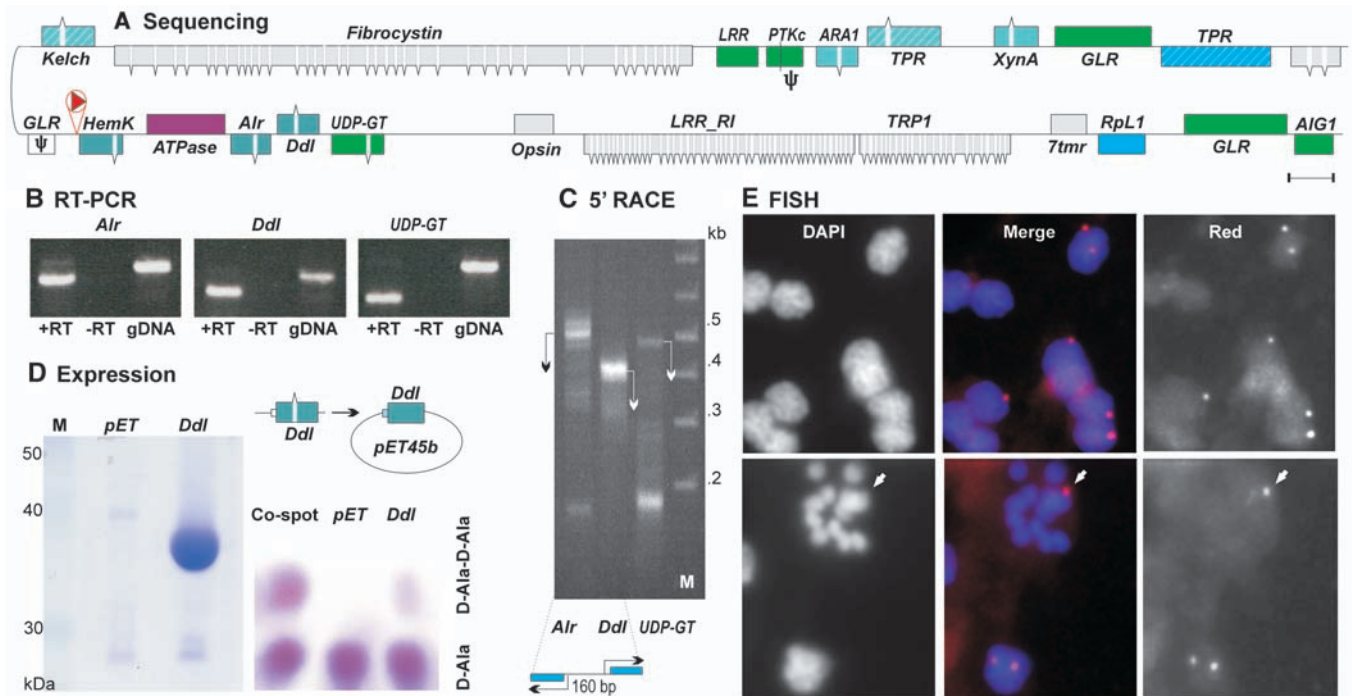 A Sequencing
Fibrocystin LRR PTKc ARA1 TPR
Kelch ψ TPR XynA GLR
GLR HemK Alr UDP-GT LRR_RI TRP1 RpL1 AIG1
ψ ATPase Ddl Opsin 7tmr GLR
B RT-PCR
Alr Ddl UDP-GT
+RT -RT gDNA +RT -RT gDNA +RT -RT gDNA
C 5' RACE
kb
.5
.4
.3
.2
M
Alr Ddl UDP-GT
160 bp
D Expression
M pET Ddl
50
40
30
kDa
Ddl
Ddl
pET45b
Co-spot pET Ddl
D-Ala-D-Ala
D-Ala
E FISH
DAPI Merge Red